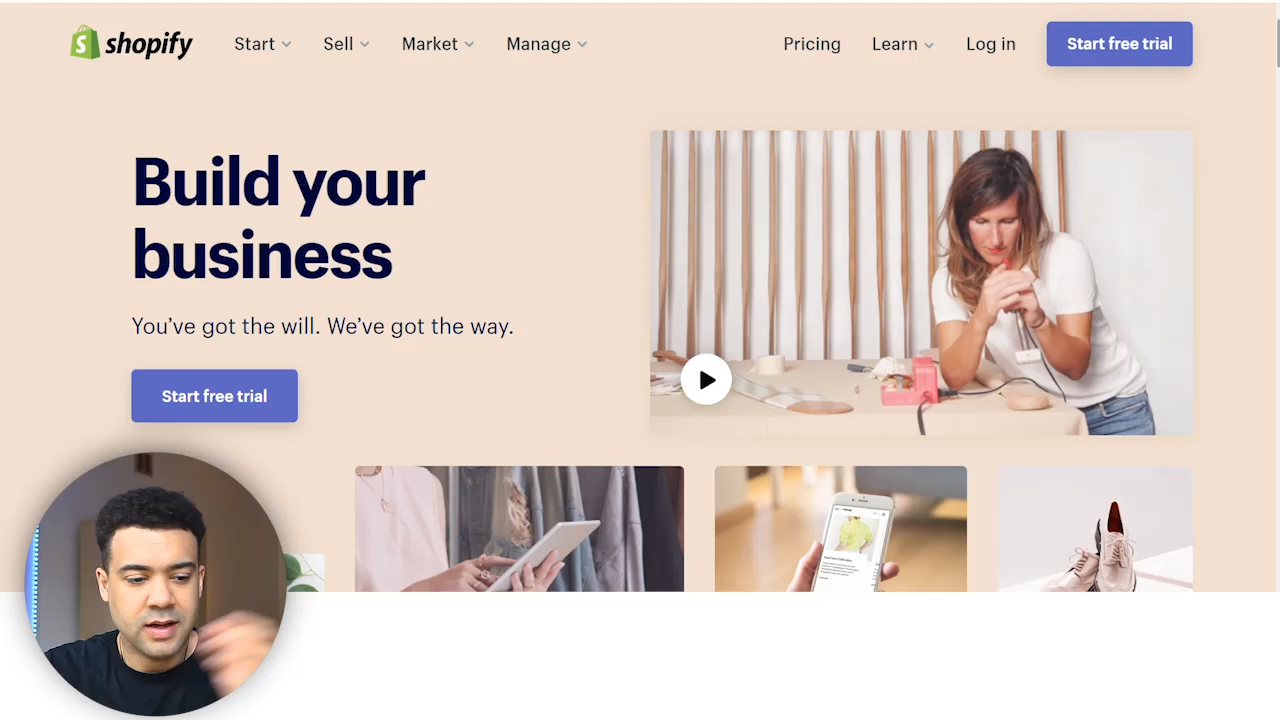 shopify
Start
Sell
Market
Manage
Pricing
Learn
Log in
Start free trial
Build your
business
You've got the will. We've got the way.
Start free trial